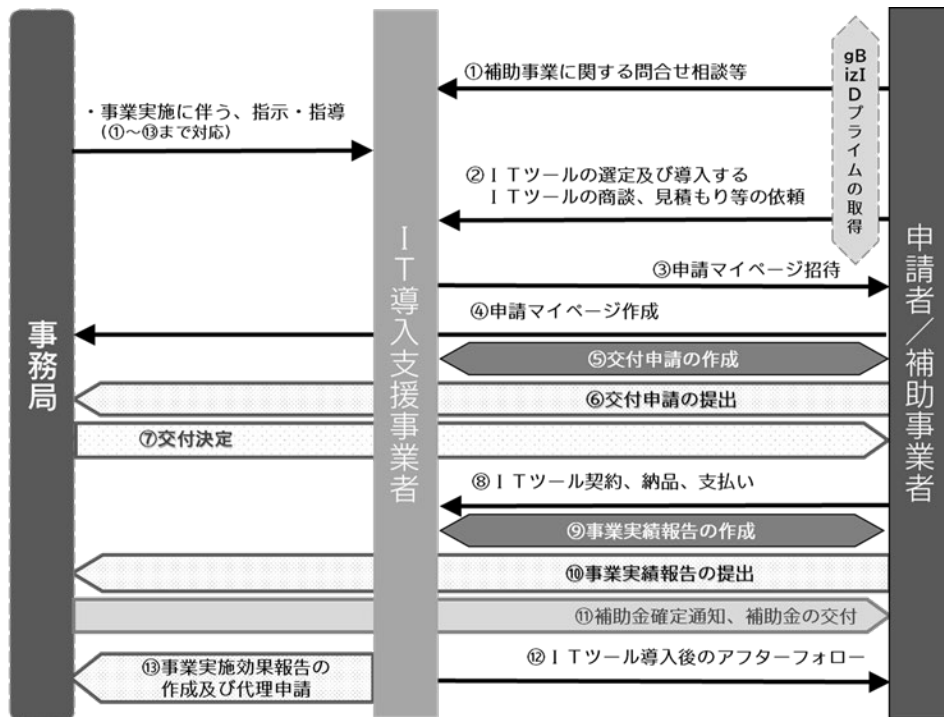 事務局
IT導入支援事業者
申請者／補助事業者
gBizIDプライムの取得
①補助事業に関する問合せ相談等
・事業実施に伴う、指示・指導
(①～⑬まで対応)
②ＩＴツールの選定及び導入する
ＩＴツールの商談、見積もり等の依頼
③申請マイページ招待
④申請マイページ作成
⑤交付申請の作成
⑥交付申請の提出
⑦交付決定
⑧ＩＴツール契約、納品、支払い
⑨事業実績報告の作成
⑩事業実績報告の提出
⑪補助金確定通知、補助金の交付
⑫ＩＴツール導入後のアフターフォロー
⑬事業実施効果報告の
作成及び代理申請